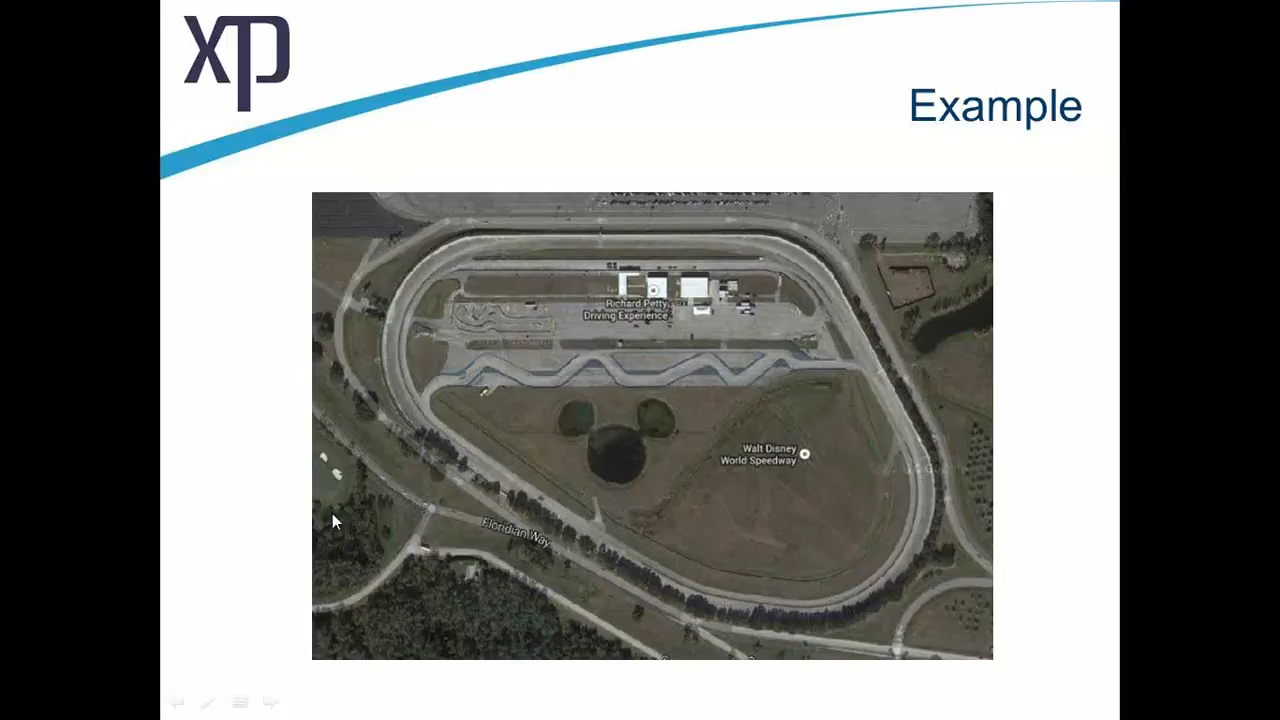 XP
Example
Richard Petty
Driving Experience
Walt Disney
World Speedway
Floridian Way